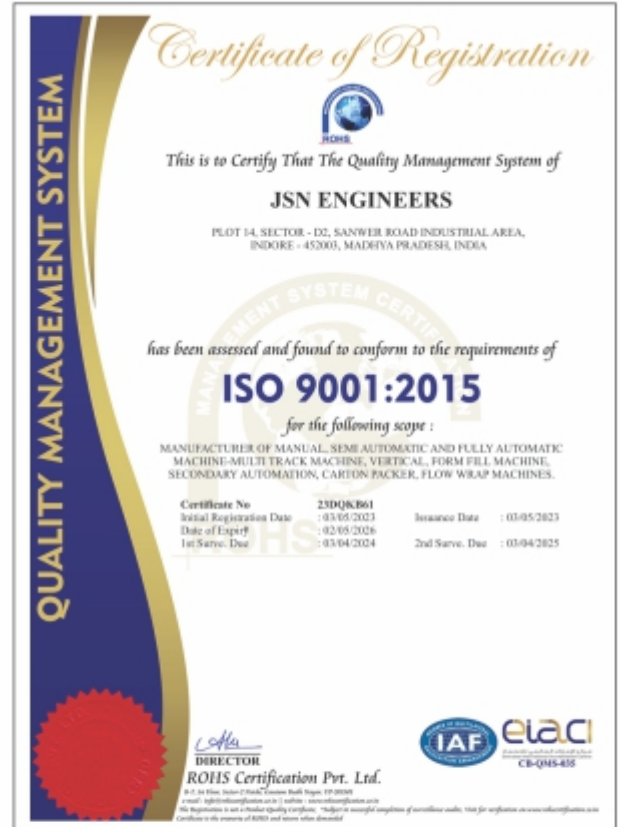 QUALITY MANAGEMENT SYSTEM
Certificate of Registration
ROHS
This is to Certify That The Quality Management System of
JSN ENGINEERS
PLOT 14, SECTOR - D2, SANWER ROAD INDUSTRIAL AREA,
INDORE - 452003, MADHYA PRADESH, INDIA
MANAGEMENT SYSTEM
has been assessed and found to conform to the requirements of
ISO 9001:2015
for the following scope :
MANUFACTURER OF MANUAL, SEMI AUTOMATIC AND FULLY AUTOMATIC
MACHINE-MULTI TRACK MACHINE, VERTICAL, FORM FILL MACHINE,
SECONDARY AUTOMATION, CARTON PACKER, FLOW WRAP MACHINES.
Certificate No 23DQKB61
Initial Registration Date : 03/05/2023 Issuance Date : 03/05/2023
Date of Expiry : 02/05/2026
1st Surve. Due : 03/04/2024 2nd Surve. Due : 03/04/2025
ROHS
DIRECTOR
ROHS Certification Pvt. Ltd.
IAF
eiaci
CB-QMS-035